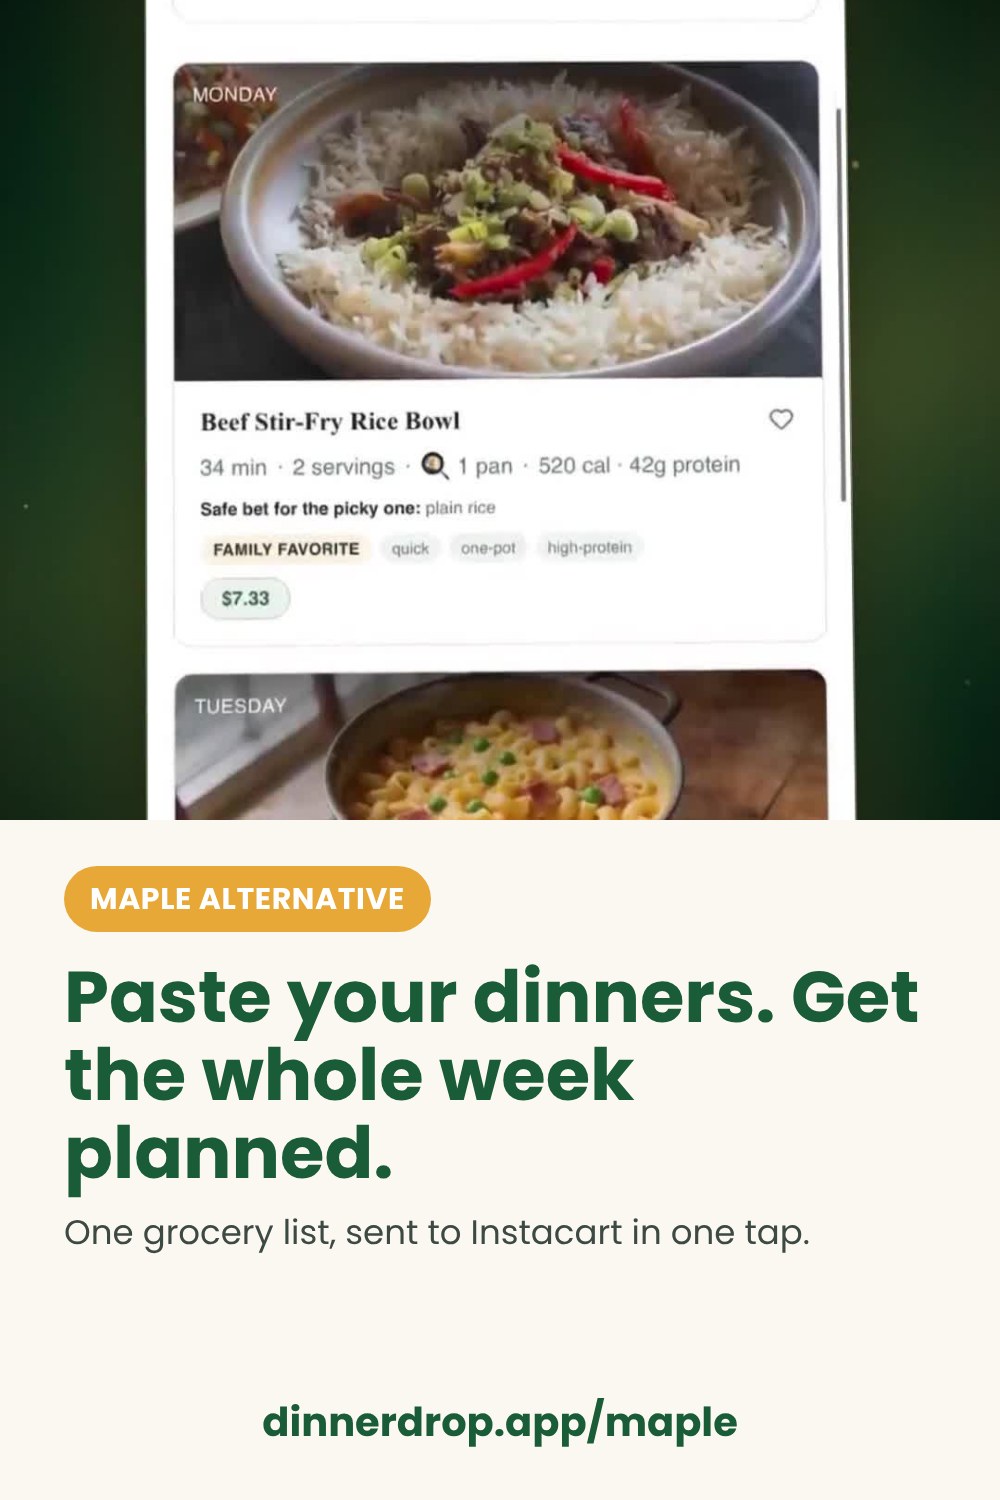 MONDAY
Beef Stir-Fry Rice Bowl
34 min · 2 servings · 🍳 1 pan · 520 cal · 42g protein
Safe bet for the picky one: plain rice
FAMILY FAVORITE quick one-pot high-protein
$7.33
TUESDAY
MAPLE ALTERNATIVE
Paste your dinners. Get
the whole week
planned.
One grocery list, sent to Instacart in one tap.
dinnerdrop.app/maple